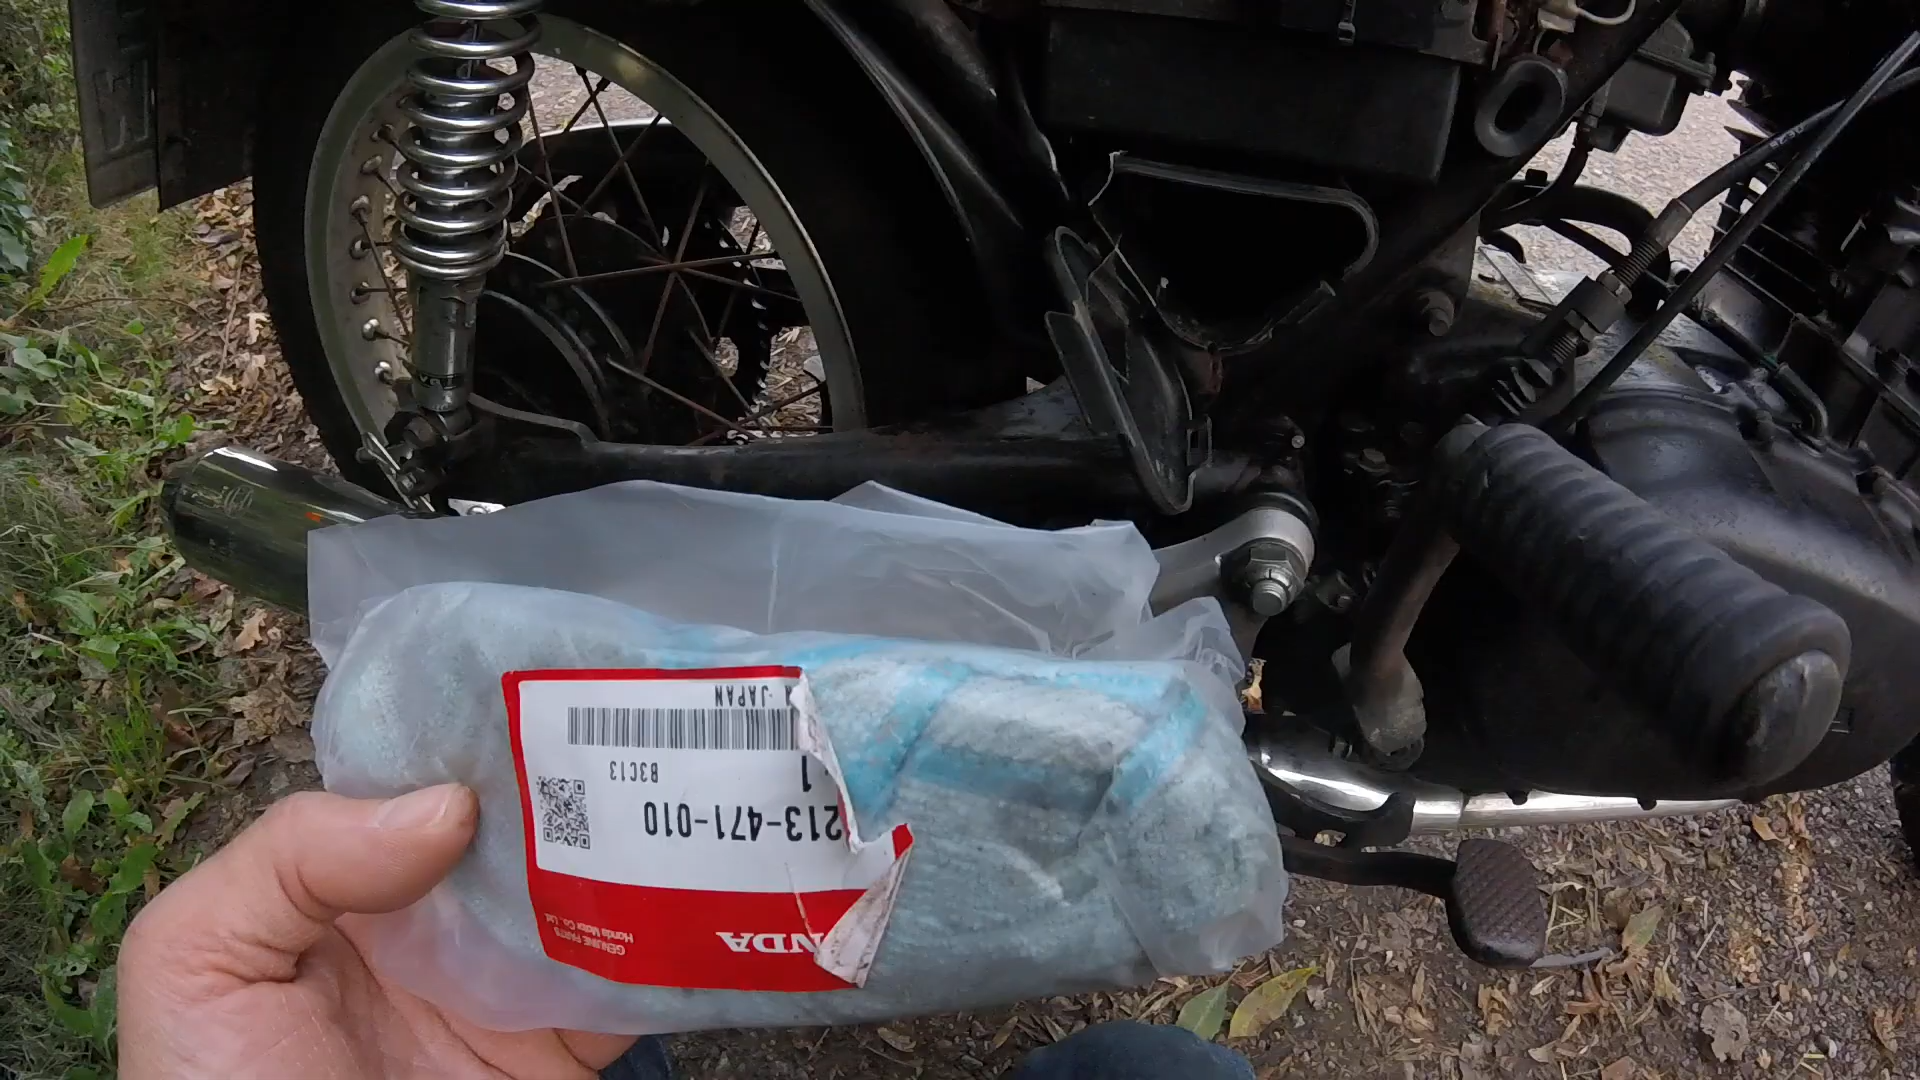 JAPAN
1
B3C13
213-471-010
NDA
GENUINE PARTS
Honda Motor Co., Ltd.